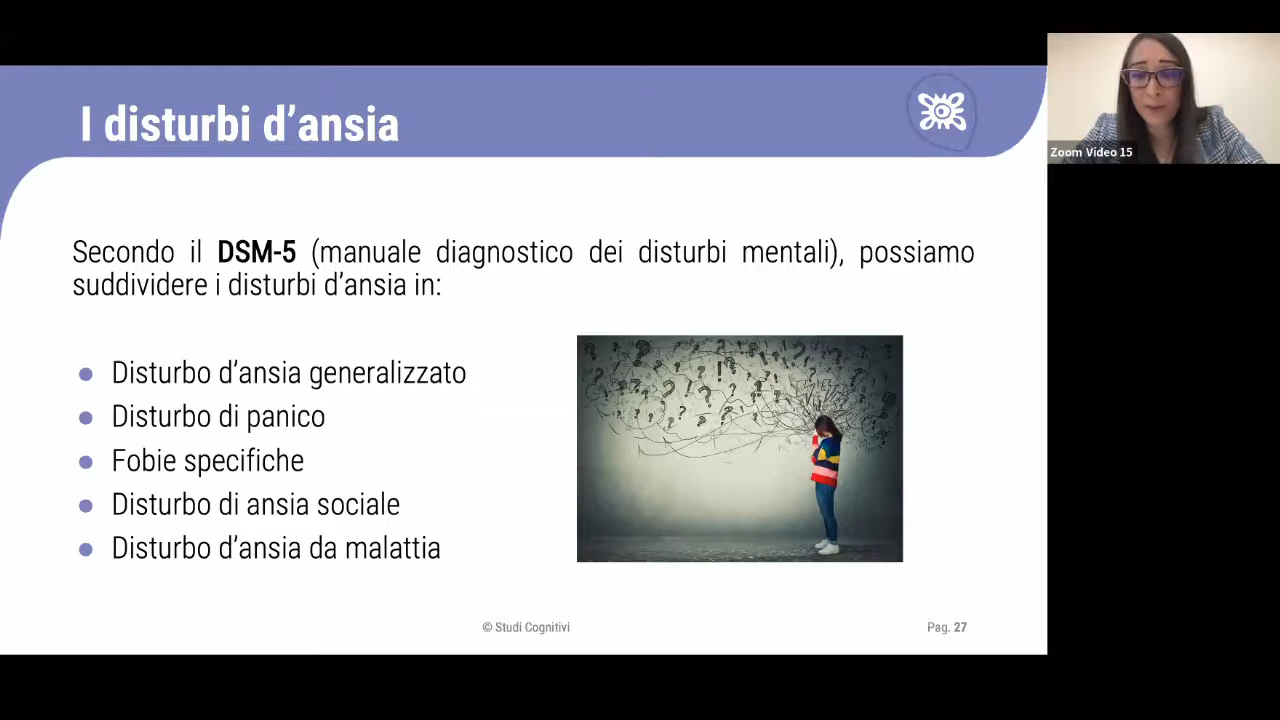 I disturbi d’ansia
Zoom Video 15
Secondo il DSM-5 (manuale diagnostico dei disturbi mentali), possiamo
suddividere i disturbi d’ansia in:
● Disturbo d’ansia generalizzato
● Disturbo di panico
● Fobie specifiche
● Disturbo di ansia sociale
● Disturbo d’ansia da malattia
© Studi Cognitivi
Pag. 27